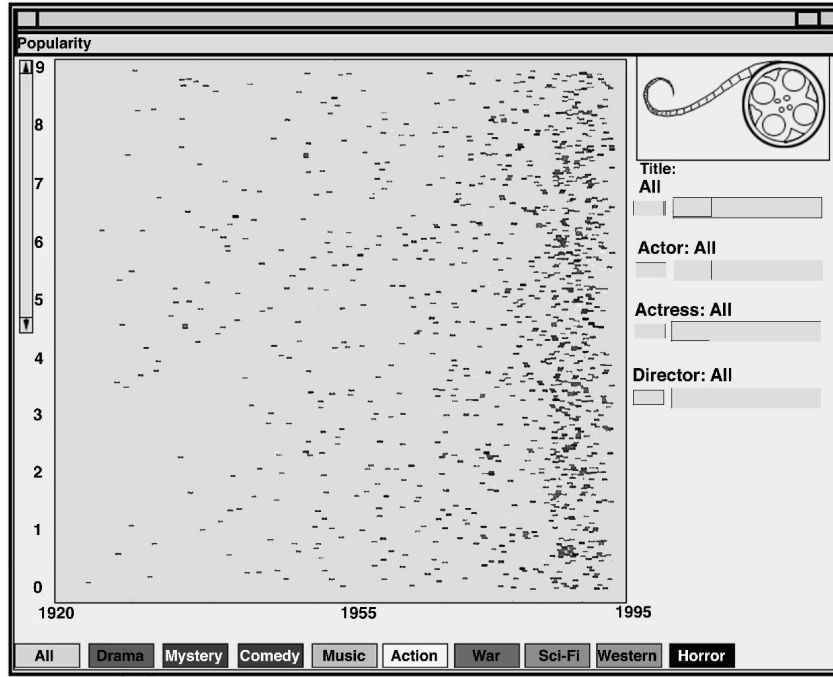 Popularity
9
8
7
6
5
4
3
2
1
0
1920 1955 1995
Title:
All
Actor: All
Actress: All
Director: All
All Drama Mystery Comedy Music Action War Sci-Fi Western Horror